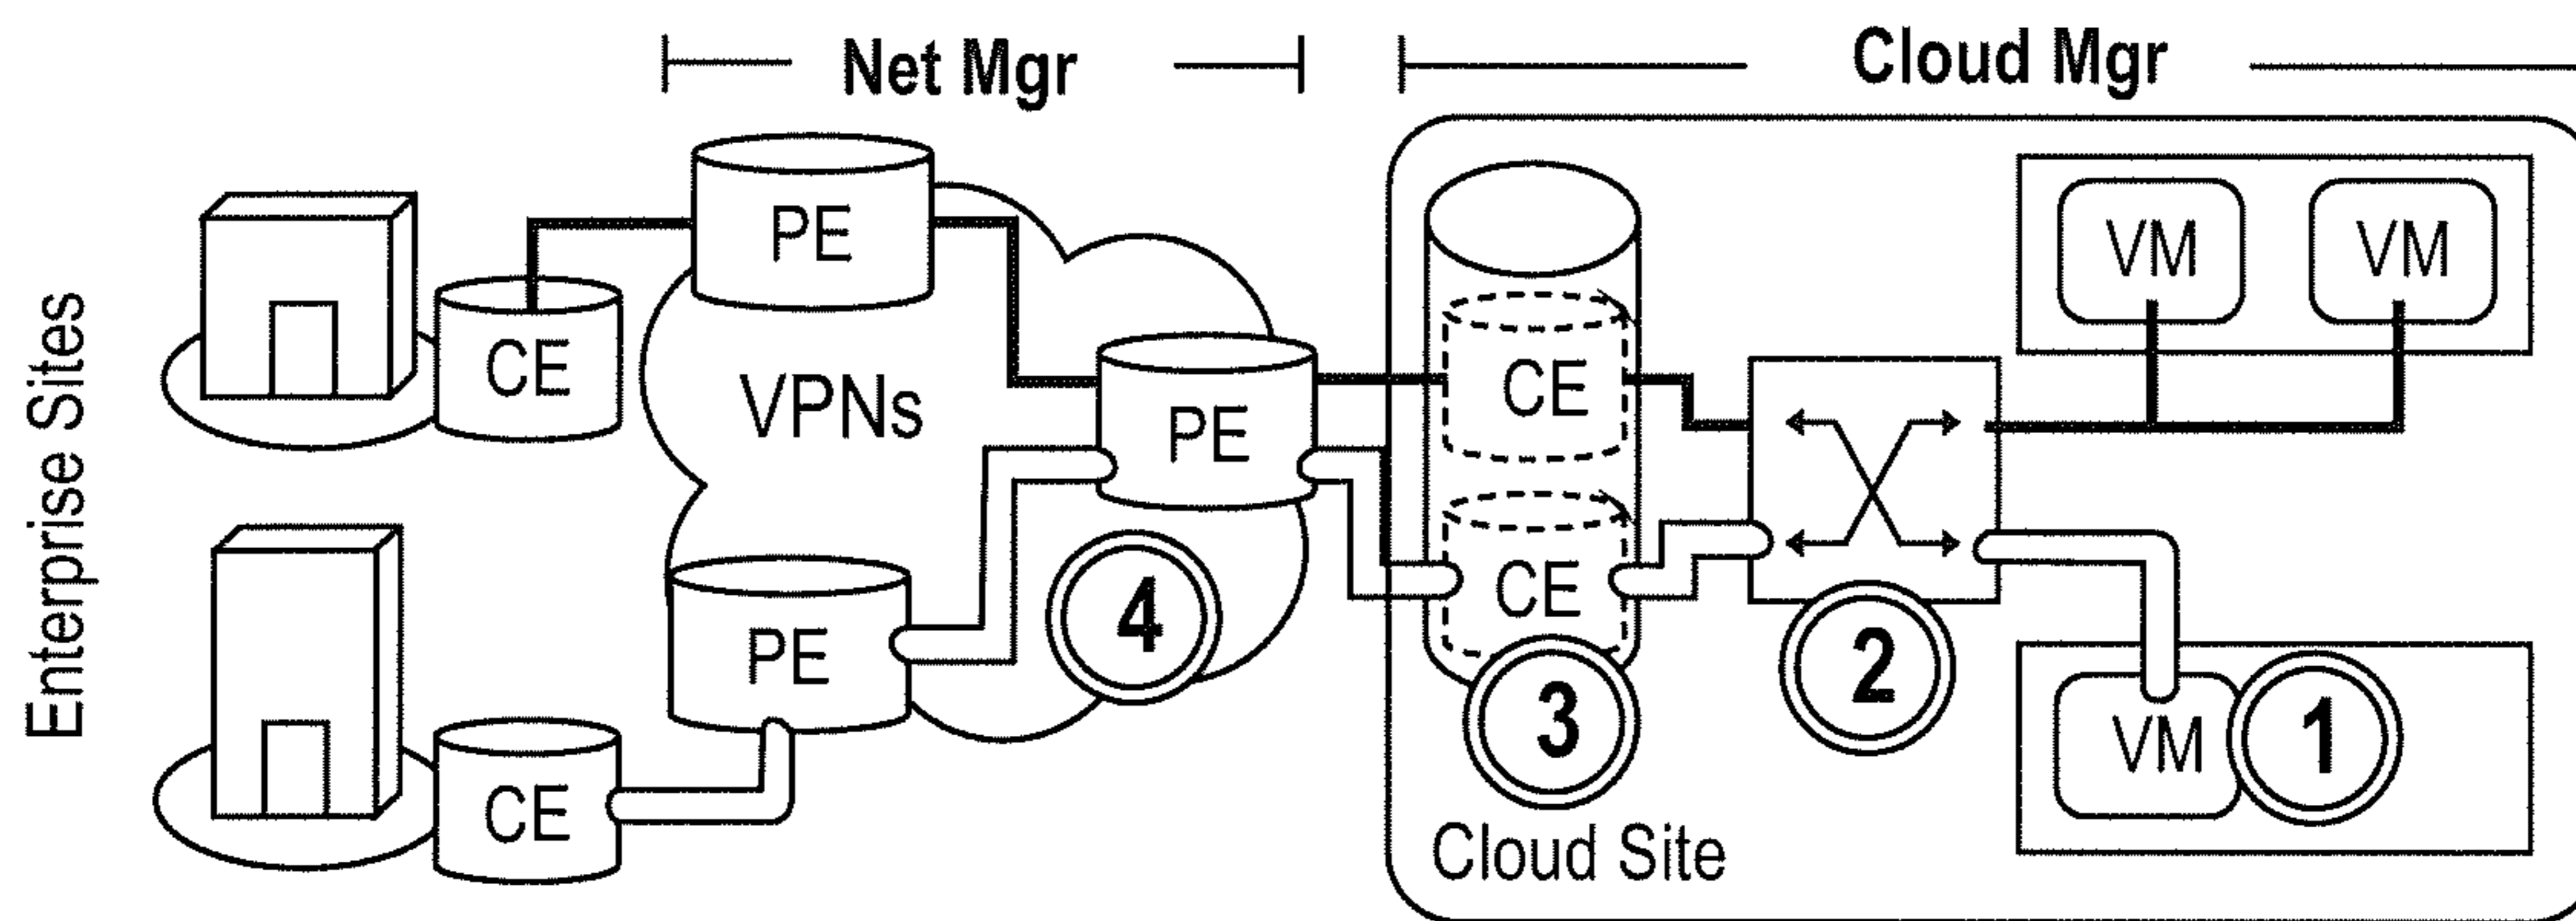 Net Mgr
Cloud Mgr
Enterprise Sites
PE
CE
VPNs
PE
PE
CE
CE
CE
VM
VM
VM
4
3
2
1
Cloud Site